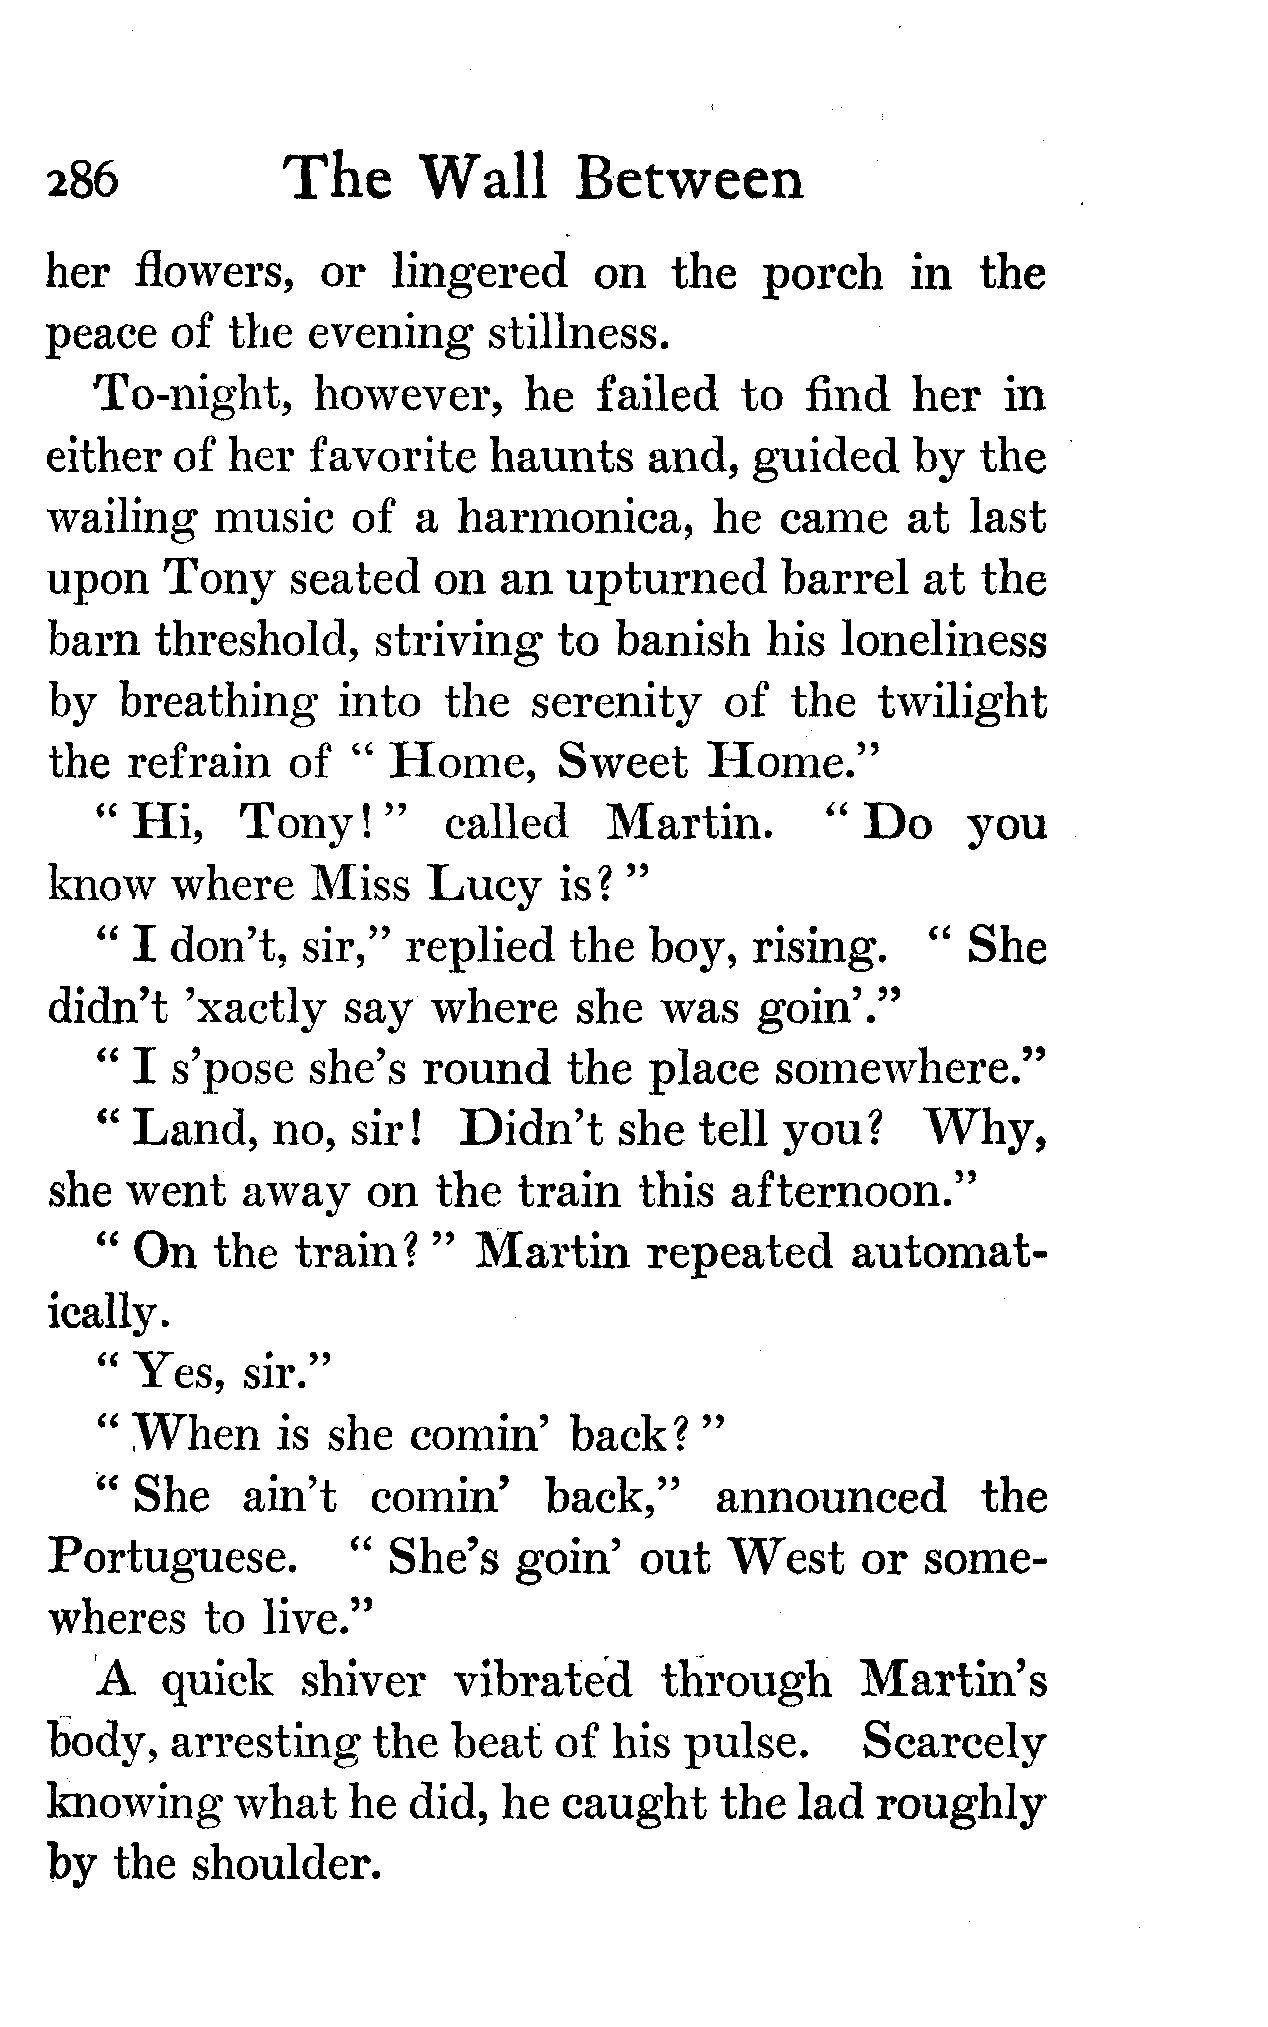 286 The Wall Between
her flowers, or lingered on the porch in the
peace of the evening stillness.
To-night, however, he failed to find her in
either of her favorite haunts and, guided by the
wailing music of a harmonica, he came at last
upon Tony seated on an upturned barrel at the
barn threshold, striving to banish his loneliness
by breathing into the serenity of the twilight
the refrain of “ Home, Sweet Home.”
“ Hi, Tony! ” called Martin. “ Do you
know where Miss Lucy is? ”
“ I don’t, sir,” replied the boy, rising. “ She
didn’t ’xactly say where she was goin’.”
“ I s’pose she’s round the place somewhere.”
“ Land, no, sir! Didn’t she tell you? Why,
she went away on the train this afternoon.”
“ On the train? ” Martin repeated automat-
ically.
“ Yes, sir.”
“ When is she comin’ back? ”
“ She ain’t comin’ back,” announced the
Portuguese. “ She’s goin’ out West or some-
wheres to live.”
A quick shiver vibrated through Martin’s
body, arresting the beat of his pulse. Scarcely
knowing what he did, he caught the lad roughly
by the shoulder.